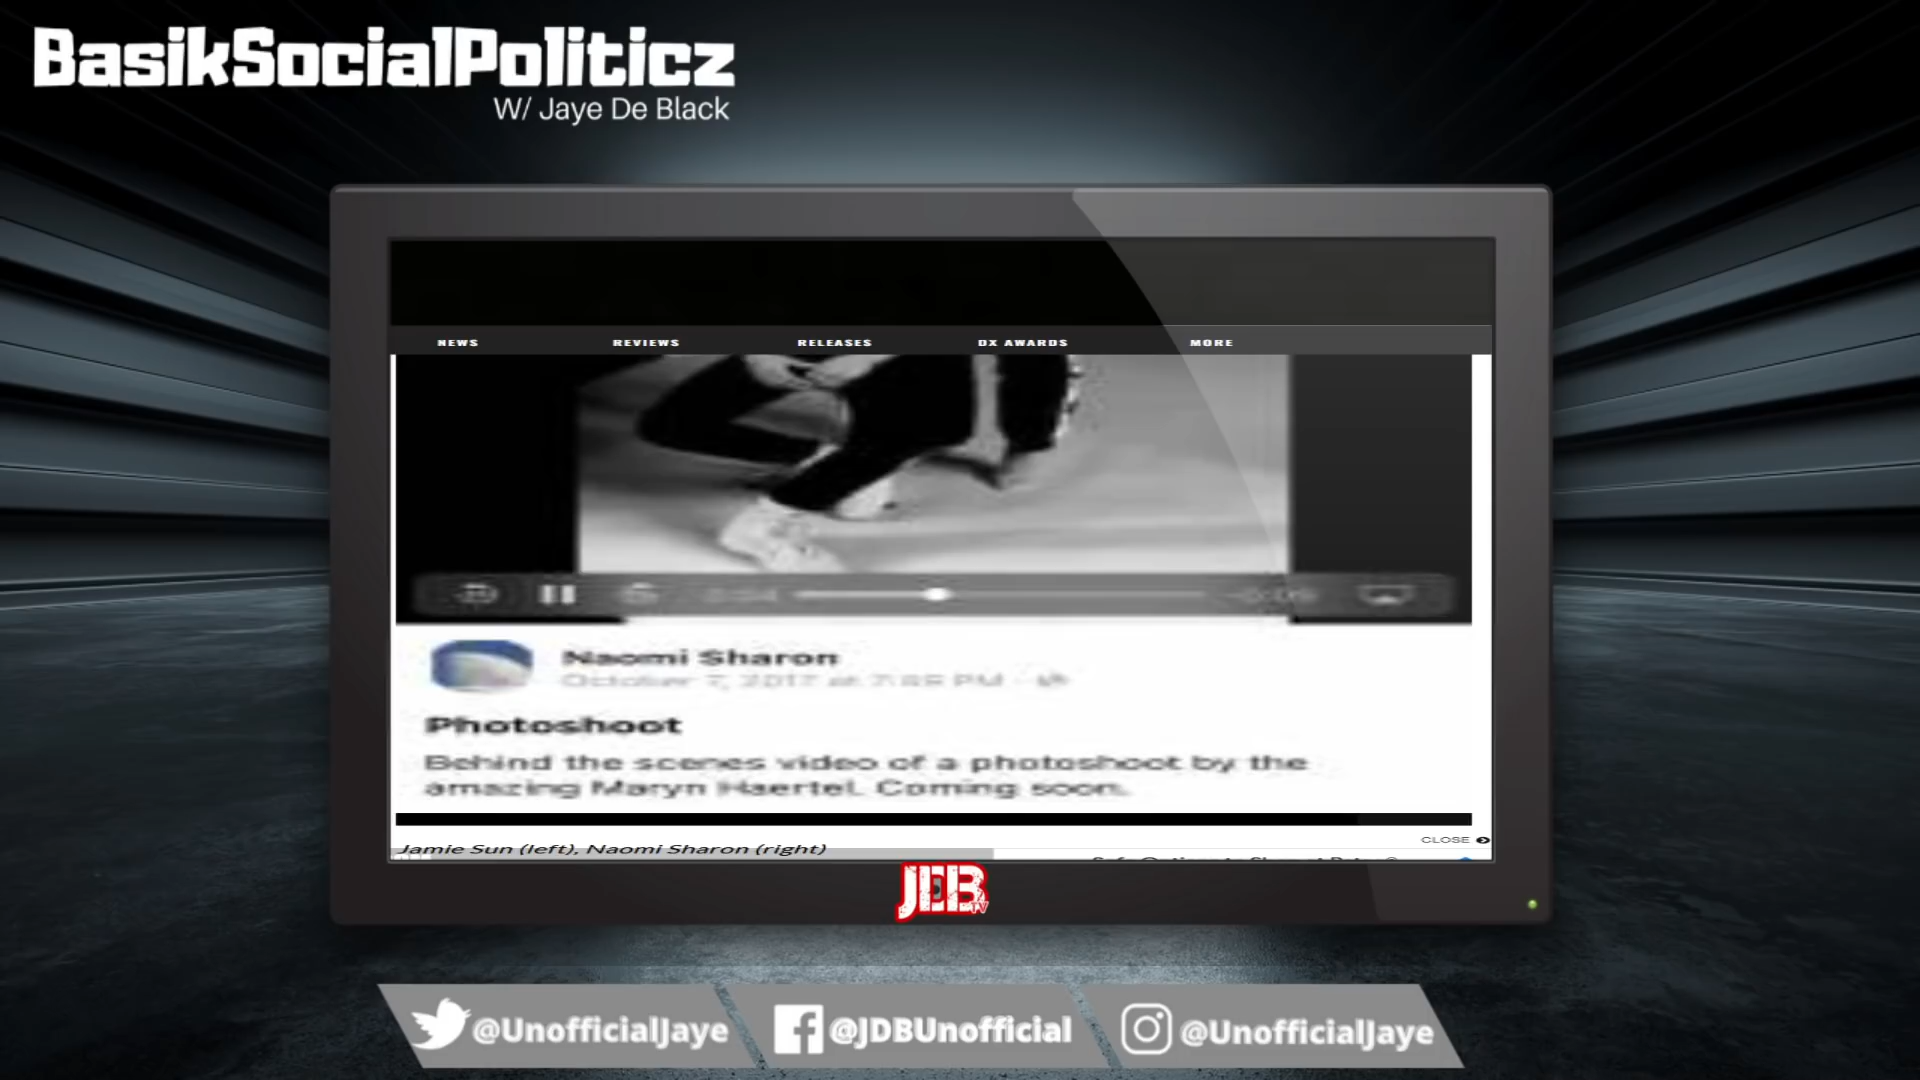 BasikSocialPoliticz
W/ Jaye De Black
NEWS REVIEWS RELEASES DX AWARDS MORE
Naomi Sharon
October 7, 2017 at PM
Photoshoot
Behind the scenes video of a photoshoot by the
amazing Maryn Haertel. Coming soon.
CLOSE
Jamie Sun (left), Naomi Sharon (right)
JDB TV
@UnofficialJaye @JDBUnofficial @UnofficialJaye